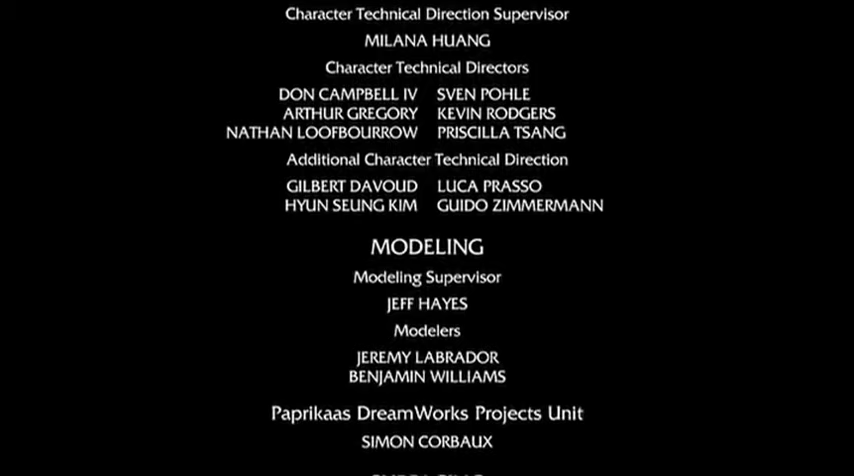 Character Technical Direction Supervisor
MILANA HUANG
Character Technical Directors
DON CAMPBELL IV SVEN POHLE
ARTHUR GREGORY KEVIN RODGERS
NATHAN LOOFBOURROW PRISCILLA TSANG
Additional Character Technical Direction
GILBERT DAVOUD LUCA PRASSO
HYUN SEUNG KIM GUIDO ZIMMERMANN
MODELING
Modeling Supervisor
JEFF HAYES
Modelers
JEREMY LABRADOR
BENJAMIN WILLIAMS
Paprikaas DreamWorks Projects Unit
SIMON CORBAUX